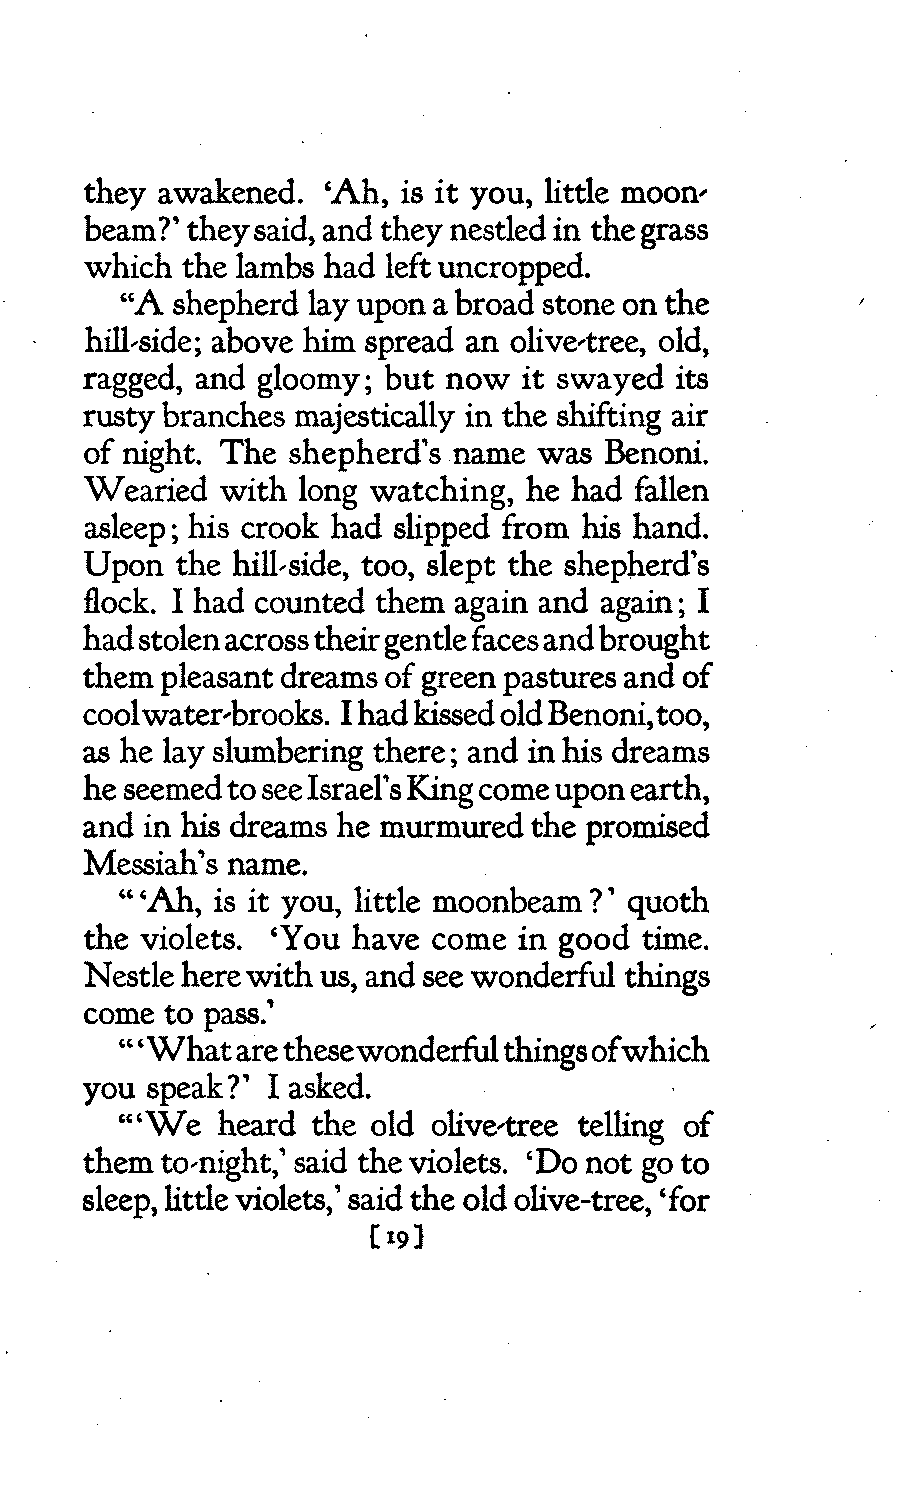 they awakened. ‘Ah, is it you, little moon-
beam?’ they said, and they nestled in the grass
which the lambs had left uncropped.
“A shepherd lay upon a broad stone on the
hill-side; above him spread an olive-tree, old,
ragged, and gloomy; but now it swayed its
rusty branches majestically in the shifting air
of night. The shepherd’s name was Benoni.
Wearied with long watching, he had fallen
asleep; his crook had slipped from his hand.
Upon the hill-side, too, slept the shepherd’s
flock. I had counted them again and again; I
had stolen across their gentle faces and brought
them pleasant dreams of green pastures and of
cool water-brooks. I had kissed old Benoni, too,
as he lay slumbering there; and in his dreams
he seemed to see Israel’s King come upon earth,
and in his dreams he murmured the promised
Messiah’s name.
“‘Ah, is it you, little moonbeam?’ quoth
the violets. ‘You have come in good time.
Nestle here with us, and see wonderful things
come to pass.’
“‘What are these wonderful things of which
you speak?’ I asked.
“‘We heard the old olive-tree telling of
them to-night,’ said the violets. ‘Do not go to
sleep, little violets,’ said the old olive-tree, ‘for
[19]